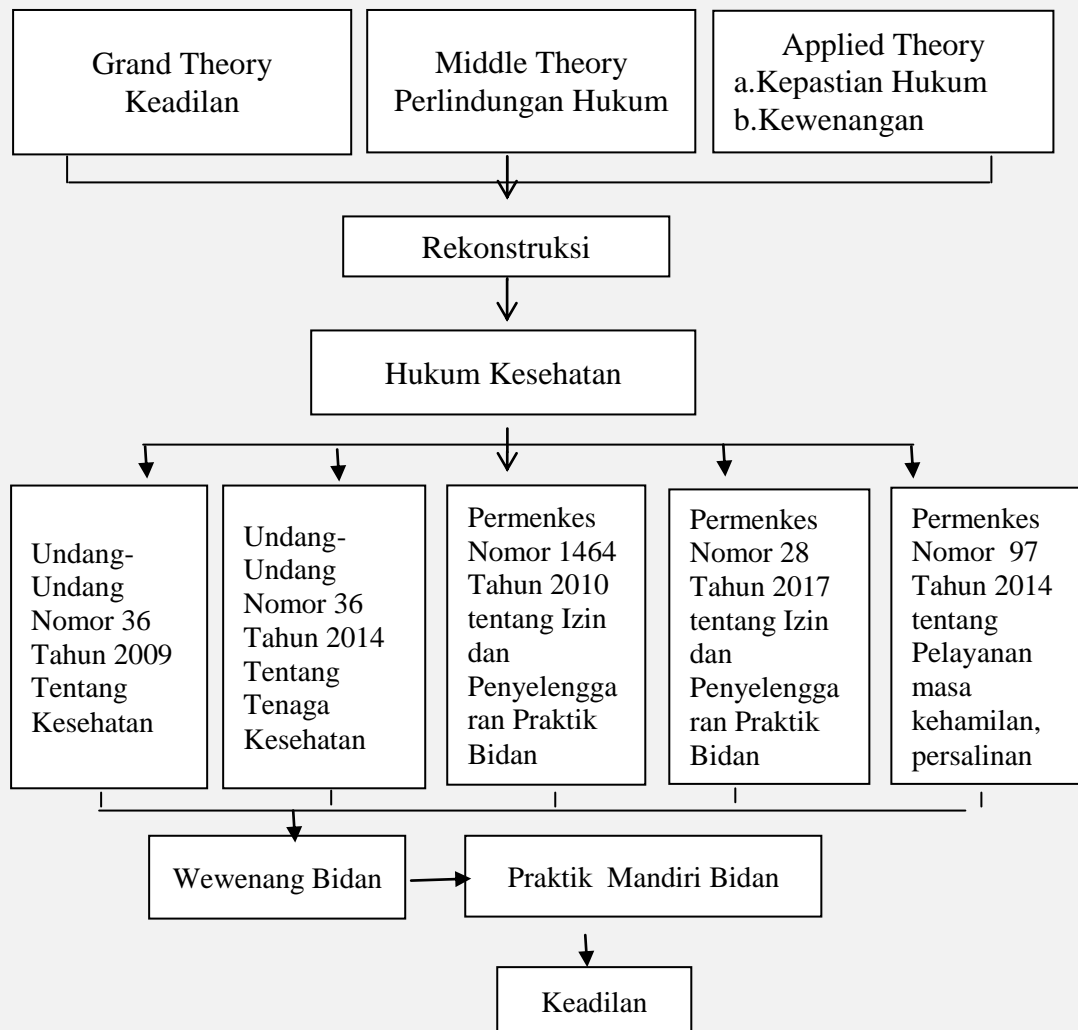 Grand Theory
Keadilan
Middle Theory
Perlindungan Hukum
Applied Theory
a.Kepastian Hukum
b.Kewenangan
Rekonstruksi
Hukum Kesehatan
Undang-
Undang
Nomor 36
Tahun 2009
Tentang
Kesehatan
Undang-
Undang
Nomor 36
Tahun 2014
Tentang
Tenaga
Kesehatan
Permenkes
Nomor 1464
Tahun 2010
tentang Izin
dan
Penyelengga
ran Praktik
Bidan
Permenkes
Nomor 28
Tahun 2017
tentang Izin
dan
Penyelengga
ran Praktik
Bidan
Permenkes
Nomor 97
Tahun 2014
tentang
Pelayanan
masa
kehamilan,
persalinan
Wewenang Bidan
Praktik Mandiri Bidan
Keadilan